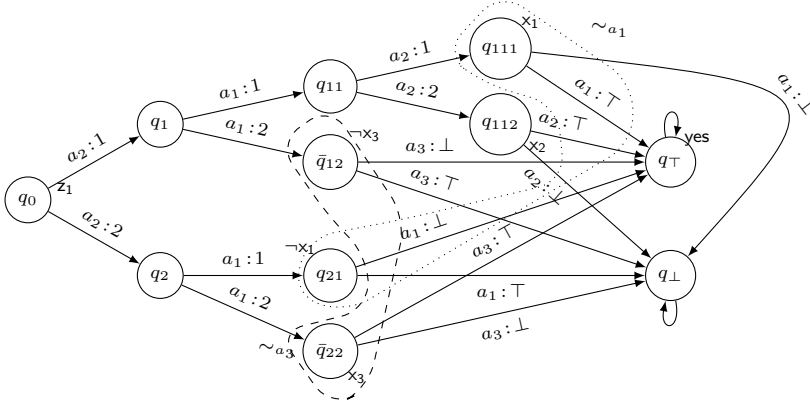 x₁
∼ₐ₁
a₂:1
q₁₁₁
a₁:⊥
a₁:1
q₁₁
a₁:⊤
a₂:2
q₁
a₂:⊤
yes
q₁₁₂
a₂:1
a₁:2
¬x₃
x₂
a₃:⊥
q̄₁₂
q⊤
a₃:⊤
a₂:⊥
q₀
z₁
a₂:2
a₁:⊥
¬x₁
a₃:⊤
a₁:1
q₂
q₂₁
q⊥
a₁:2
a₁:⊤
a₃:⊥
∼ₐ₃
q̄₂₂
x₃